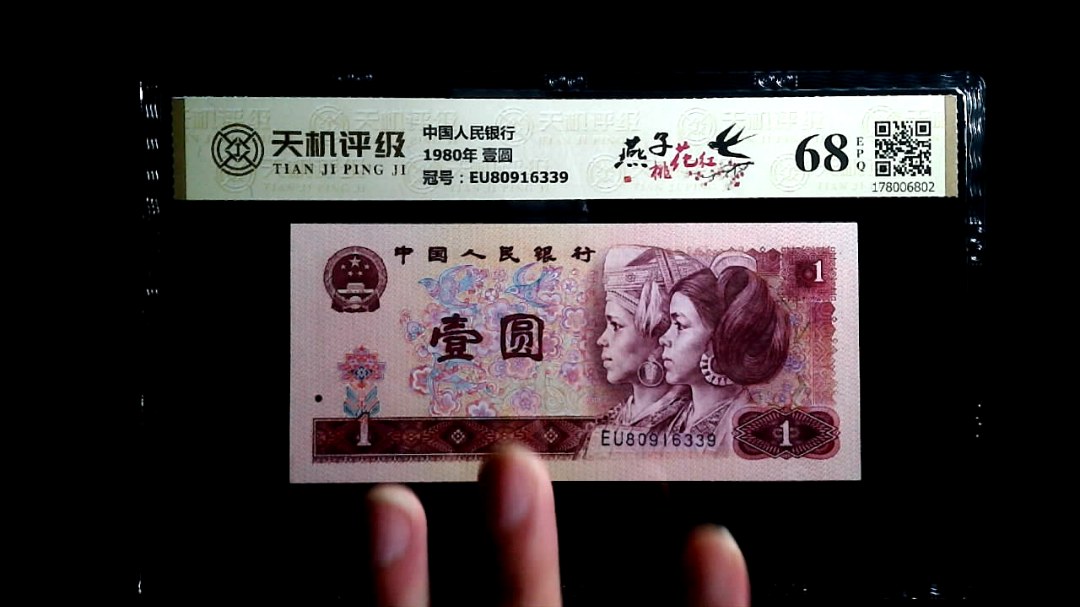 天机评级
TIAN JI PING JI
中国人民银行
1980年 壹圆
冠号：EU80916339
燕子
桃花红
68
EPQ
178006802
中国人民银行
1
壹圆
1
EU80916339
1